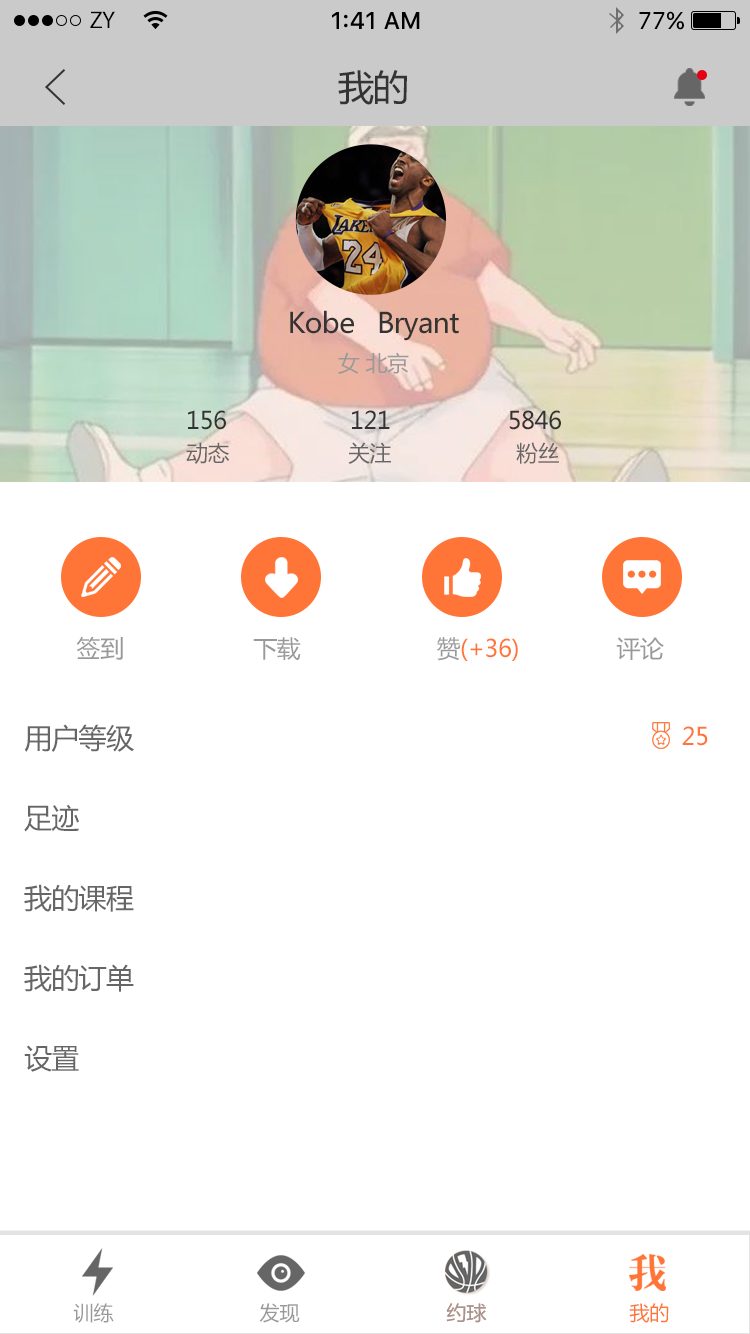 ZY 1:41 AM 77%
我的
LAKE
24
Kobe Bryant
女 北京
156 121 5846
动态 关注 粉丝
签到 下载 赞(+36) 评论
用户等级 25
足迹
我的课程
我的订单
设置
我
训练 发现 约球 我的